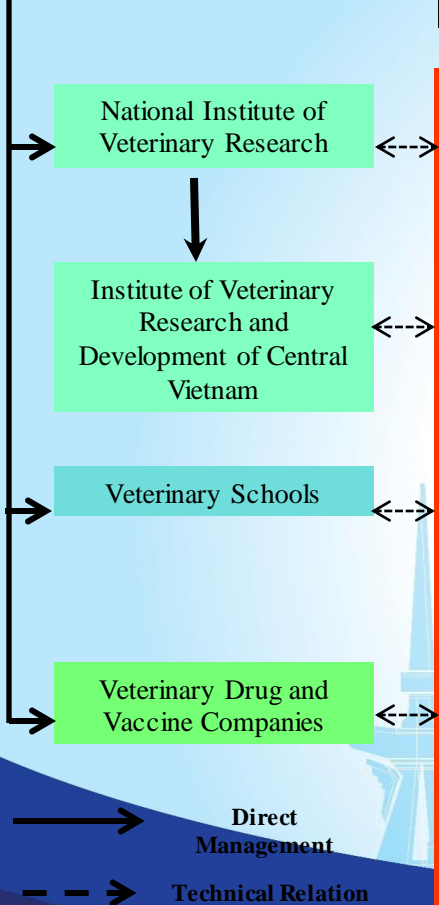 National Institute of
Veterinary Research
Institute of Veterinary
Research and
Development of Central
Vietnam
Veterinary Schools
Veterinary Drug and
Vaccine Companies
Direct
Management
Technical Relation